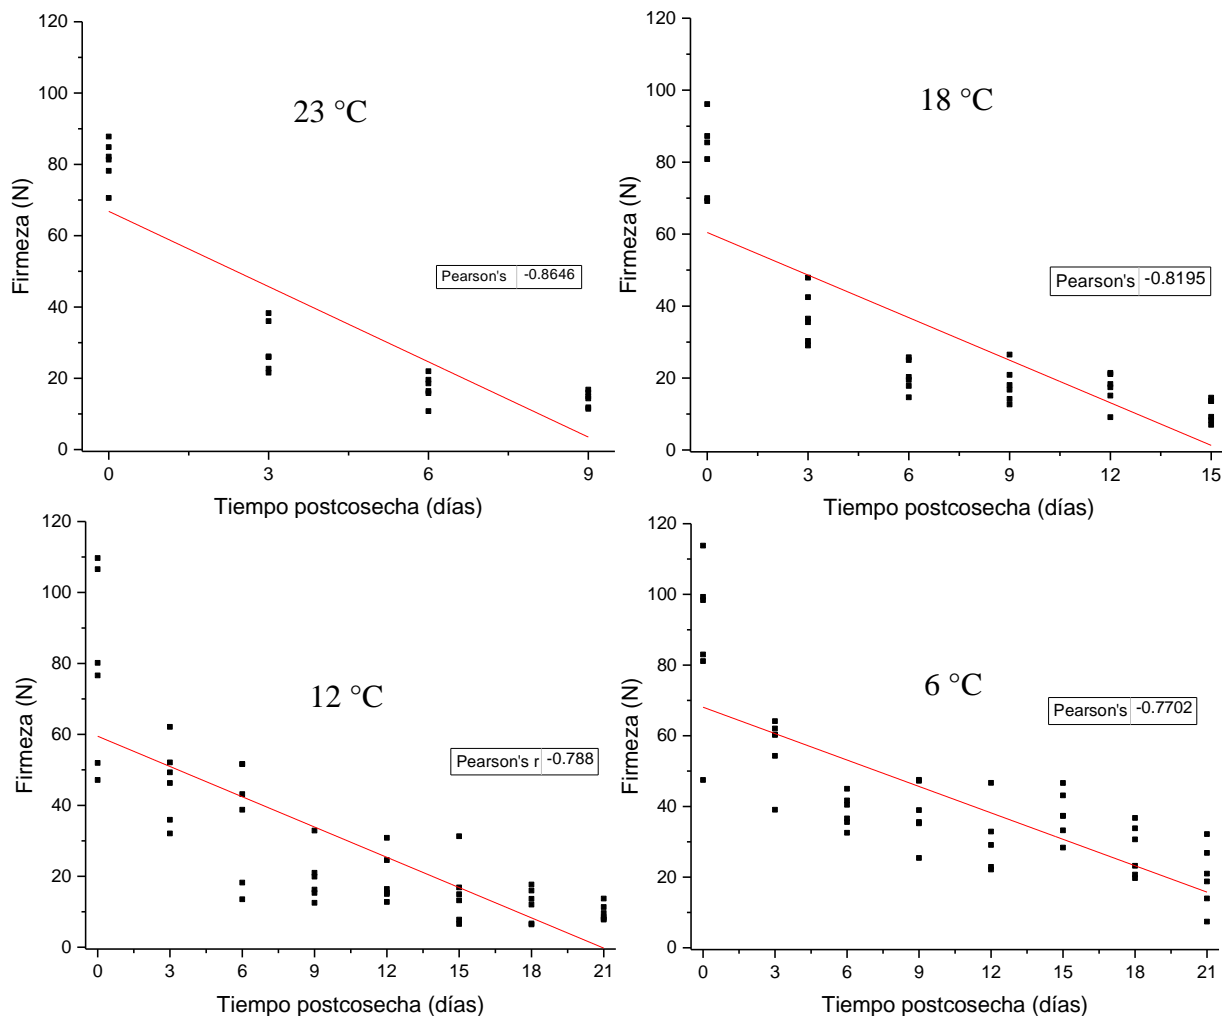 120
100
80
60
40
20
0
Firmeza (N)
23 °C
Pearson's -0.8646
0 3 6 9
Tiempo postcosecha (días)
120
100
80
60
40
20
0
Firmeza (N)
18 °C
Pearson's -0.8195
0 3 6 9 12 15
Tiempo postcosecha (días)
120
100
80
60
40
20
0
Firmeza (N)
12 °C
Pearson's r -0.788
0 3 6 9 12 15 18 21
Tiempo postcosecha (días)
120
100
80
60
40
20
0
Firmeza (N)
6 °C
Pearson's -0.7702
0 3 6 9 12 15 18 21
Tiempo postcosecha (días)